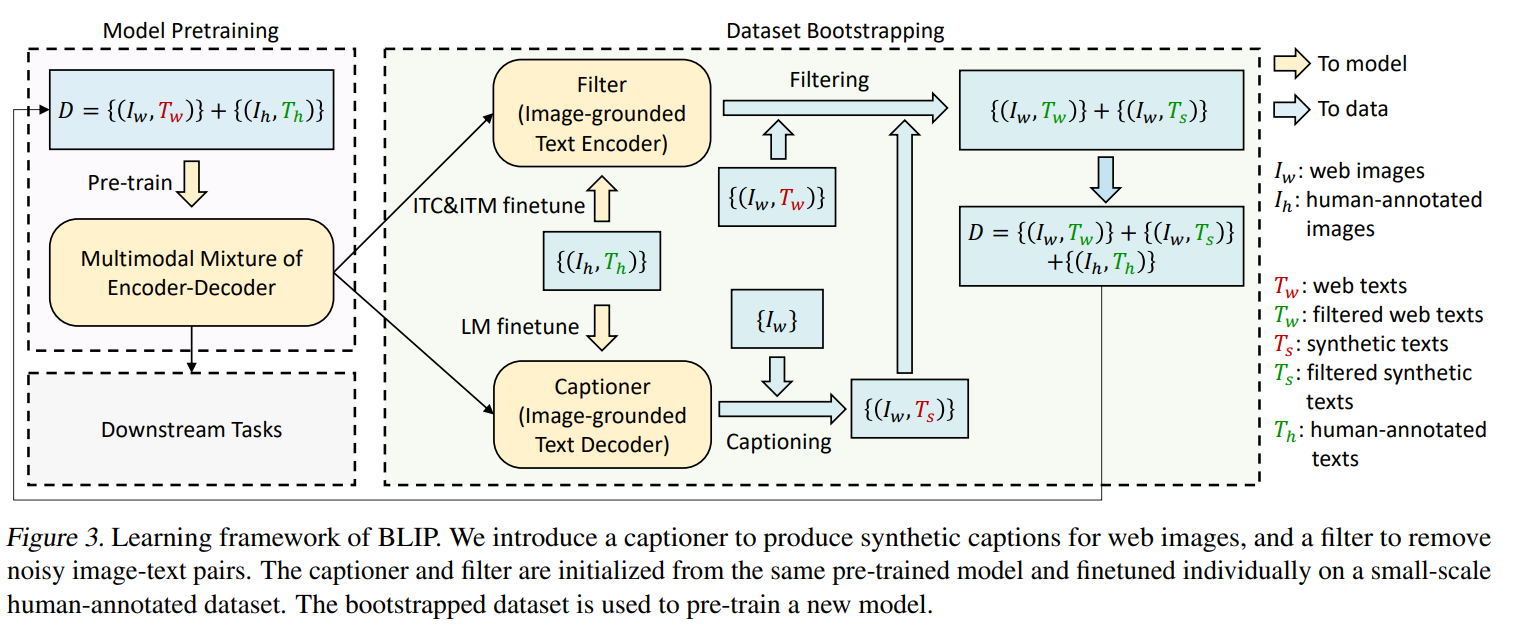 Model Pretraining
D = {(I_w, T_w)} + {(I_h, T_h)}
Pre-train
Multimodal Mixture of
Encoder-Decoder
Downstream Tasks
Dataset Bootstrapping
Filter
(Image-grounded
Text Encoder)
ITC&ITM finetune
{(I_h, T_h)}
LM finetune
Captioner
(Image-grounded
Text Decoder)
Filtering
{(I_w, T_w)}
{I_w}
Captioning
{(I_w, T_s)}
{(I_w, T_w)} + {(I_w, T_s)}
D = {(I_w, T_w)} + {(I_w, T_s)}
+{(I_h, T_h)}
To model
To data
I_w: web images
I_h: human-annotated
images
T_w: web texts
T_w: filtered web texts
T_s: synthetic texts
T_s: filtered synthetic
texts
T_h: human-annotated
texts
Figure 3. Learning framework of BLIP. We introduce a captioner to produce synthetic captions for web images, and a filter to remove
noisy image-text pairs. The captioner and filter are initialized from the same pre-trained model and finetuned individually on a small-scale
human-annotated dataset. The bootstrapped dataset is used to pre-train a new model.